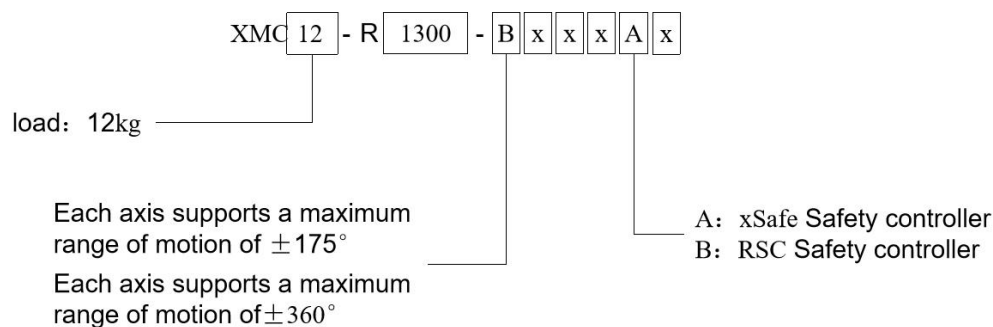 XMC 12 - R 1300 - B x x x A x
load：12kg
Each axis supports a maximum
range of motion of ±175°
Each axis supports a maximum
range of motion of±360°
A：xSafe Safety controller
B：RSC Safety controller